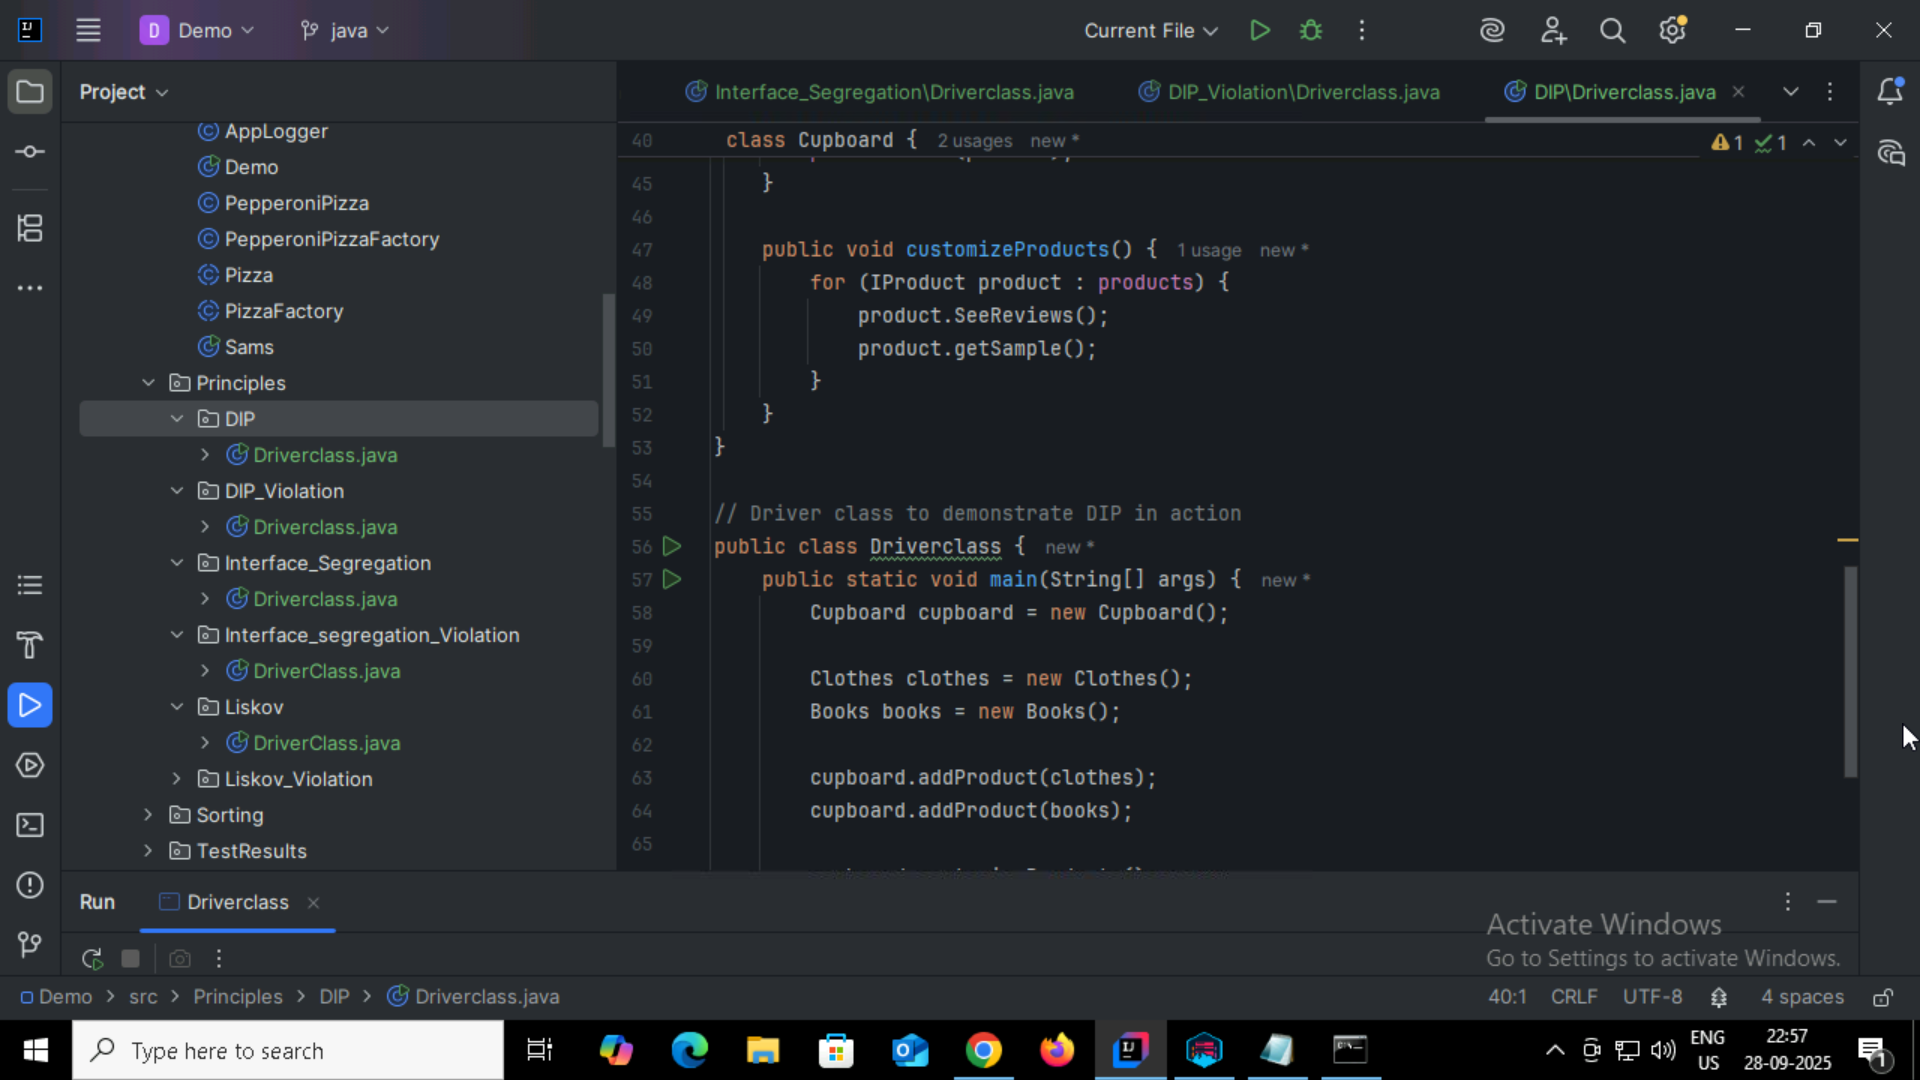 D Demo java Current File
Project
Interface_Segregation\Driverclass.java DIP_Violation\Driverclass.java DIP\Driverclass.java
AppLogger
Demo
PepperoniPizza
PepperoniPizzaFactory
Pizza
PizzaFactory
Sams
Principles
DIP
Driverclass.java
DIP_Violation
Driverclass.java
Interface_Segregation
Driverclass.java
Interface_segregation_Violation
DriverClass.java
Liskov
DriverClass.java
Liskov_Violation
Sorting
TestResults
40 class Cupboard { 2 usages new * 1 1
45 }
46
47 public void customizeProducts() { 1 usage new *
48 for (IProduct product : products) {
49 product.SeeReviews();
50 product.getSample();
51 }
52 }
53 }
54
55 // Driver class to demonstrate DIP in action
56 public class Driverclass { new *
57 public static void main(String[] args) { new *
58 Cupboard cupboard = new Cupboard();
59
60 Clothes clothes = new Clothes();
61 Books books = new Books();
62
63 cupboard.addProduct(clothes);
64 cupboard.addProduct(books);
65
Run Driverclass
Activate Windows
Go to Settings to activate Windows.
Demo > src > Principles > DIP > Driverclass.java 40:1 CRLF UTF-8 4 spaces
Type here to search
ENG
US
22:57
28-09-2025
1